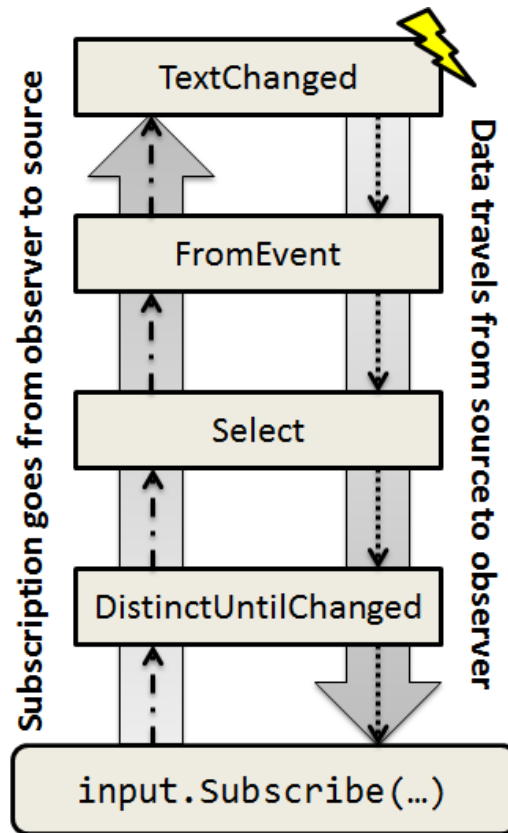 TextChanged
FromEvent
Select
DistinctUntilChanged
input.Subscribe(…)
Subscription goes from observer to source
Data travels from source to observer